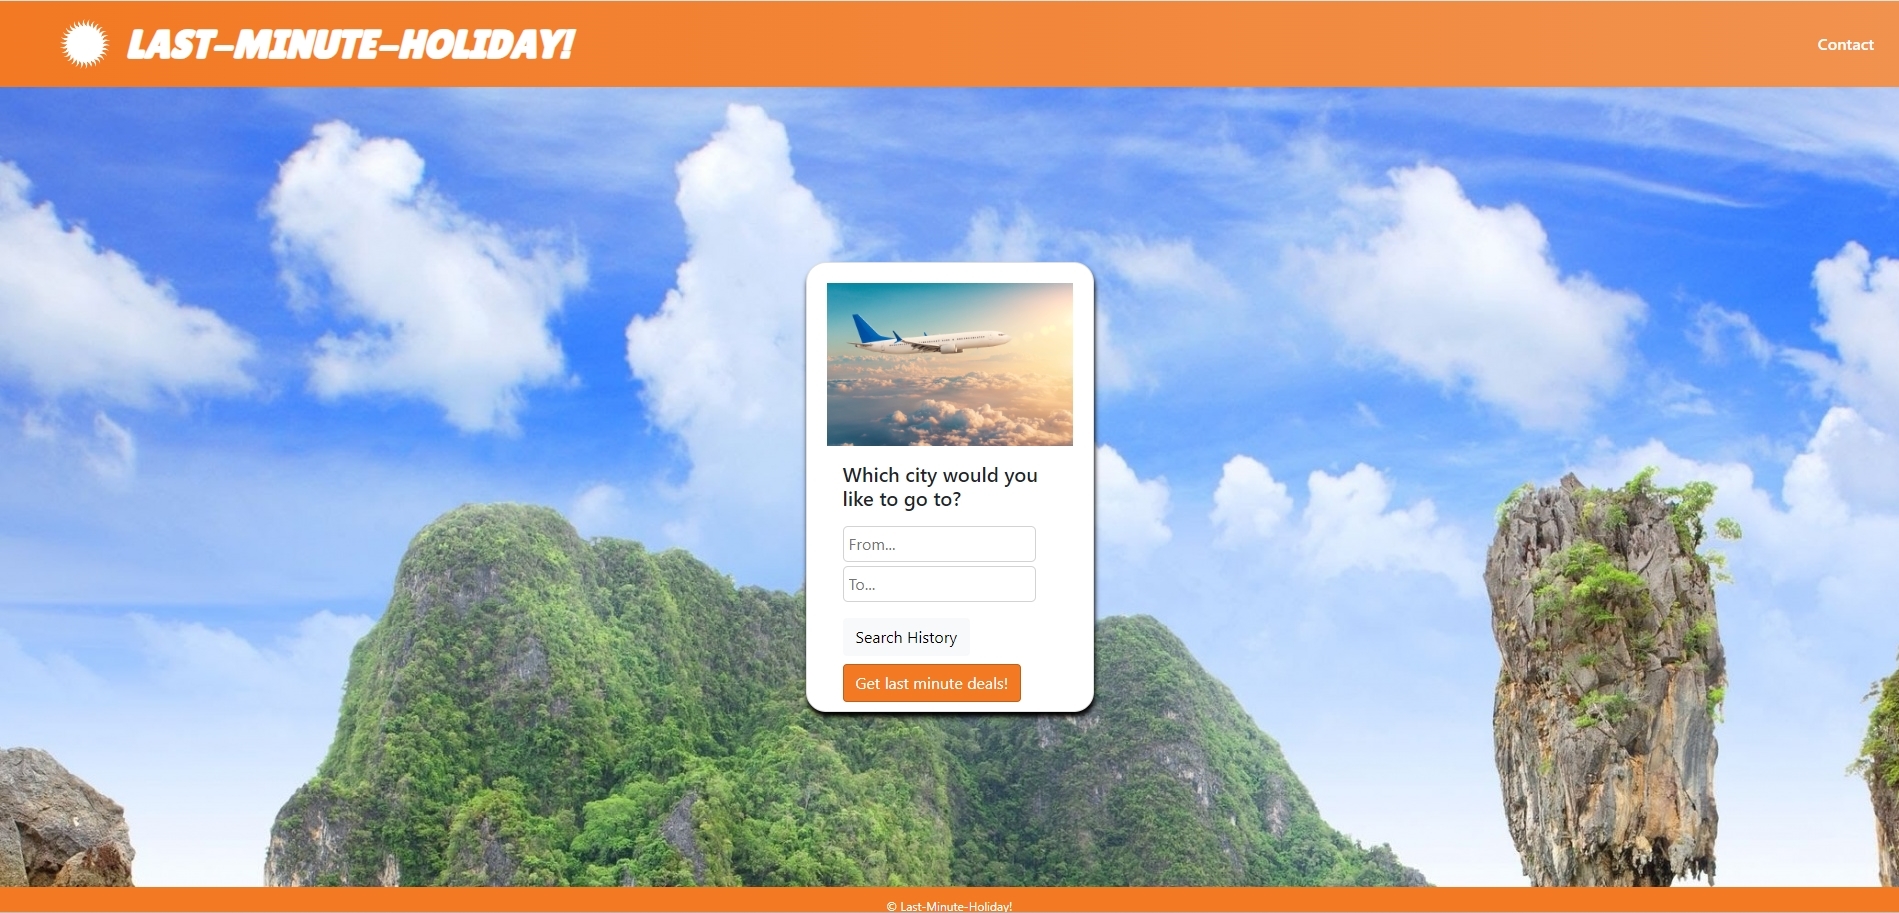 LAST-MINUTE-HOLIDAY!
Contact
Which city would you
like to go to?
From...
To...
Search History
Get last minute deals!
© Last-Minute-Holiday!